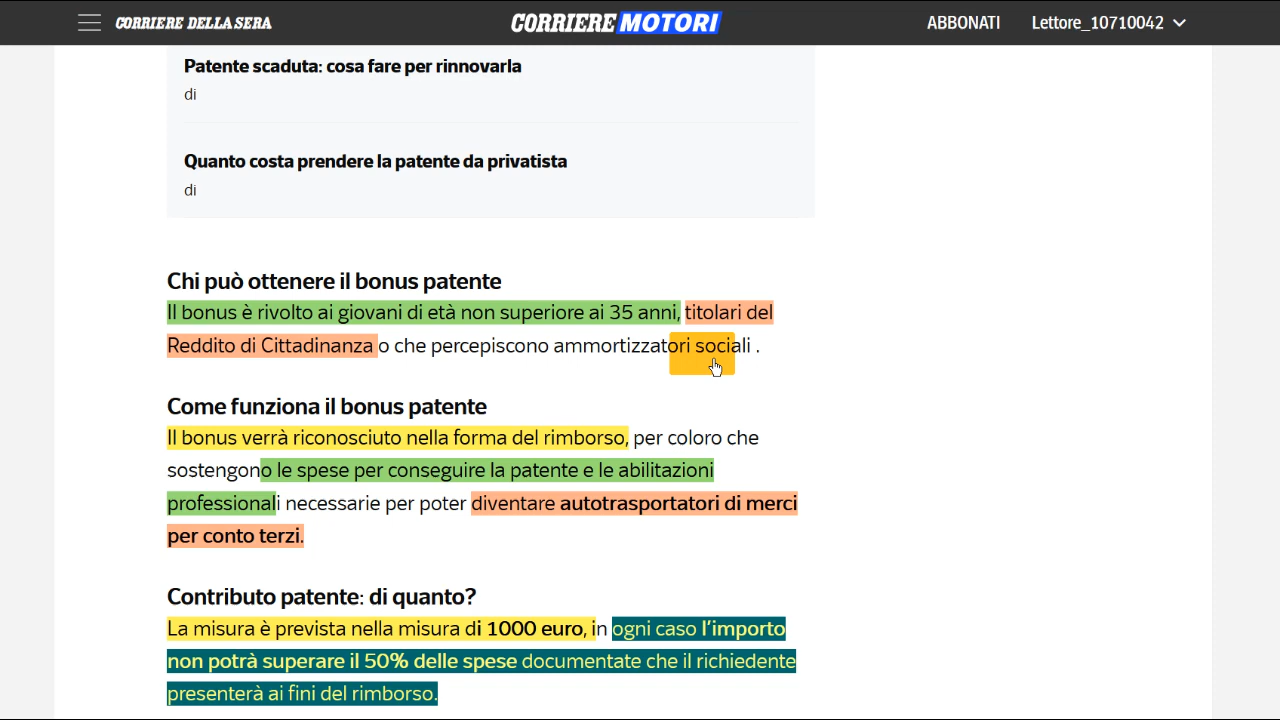 CORRIERE DELLA SERA
CORRIERE MOTORI
ABBONATI
Lettore_10710042
Patente scaduta: cosa fare per rinnovarla
di
Quanto costa prendere la patente da privatista
di
Chi può ottenere il bonus patente
Il bonus è rivolto ai giovani di età non superiore ai 35 anni, titolari del
Reddito di Cittadinanza o che percepiscono ammortizzatori sociali .
Come funziona il bonus patente
Il bonus verrà riconosciuto nella forma del rimborso, per coloro che
sostengono le spese per conseguire la patente e le abilitazioni
professionali necessarie per poter diventare autotrasportatori di merci
per conto terzi.
Contributo patente: di quanto?
La misura è prevista nella misura di 1000 euro, in ogni caso l’importo
non potrà superare il 50% delle spese documentate che il richiedente
presenterà ai fini del rimborso.